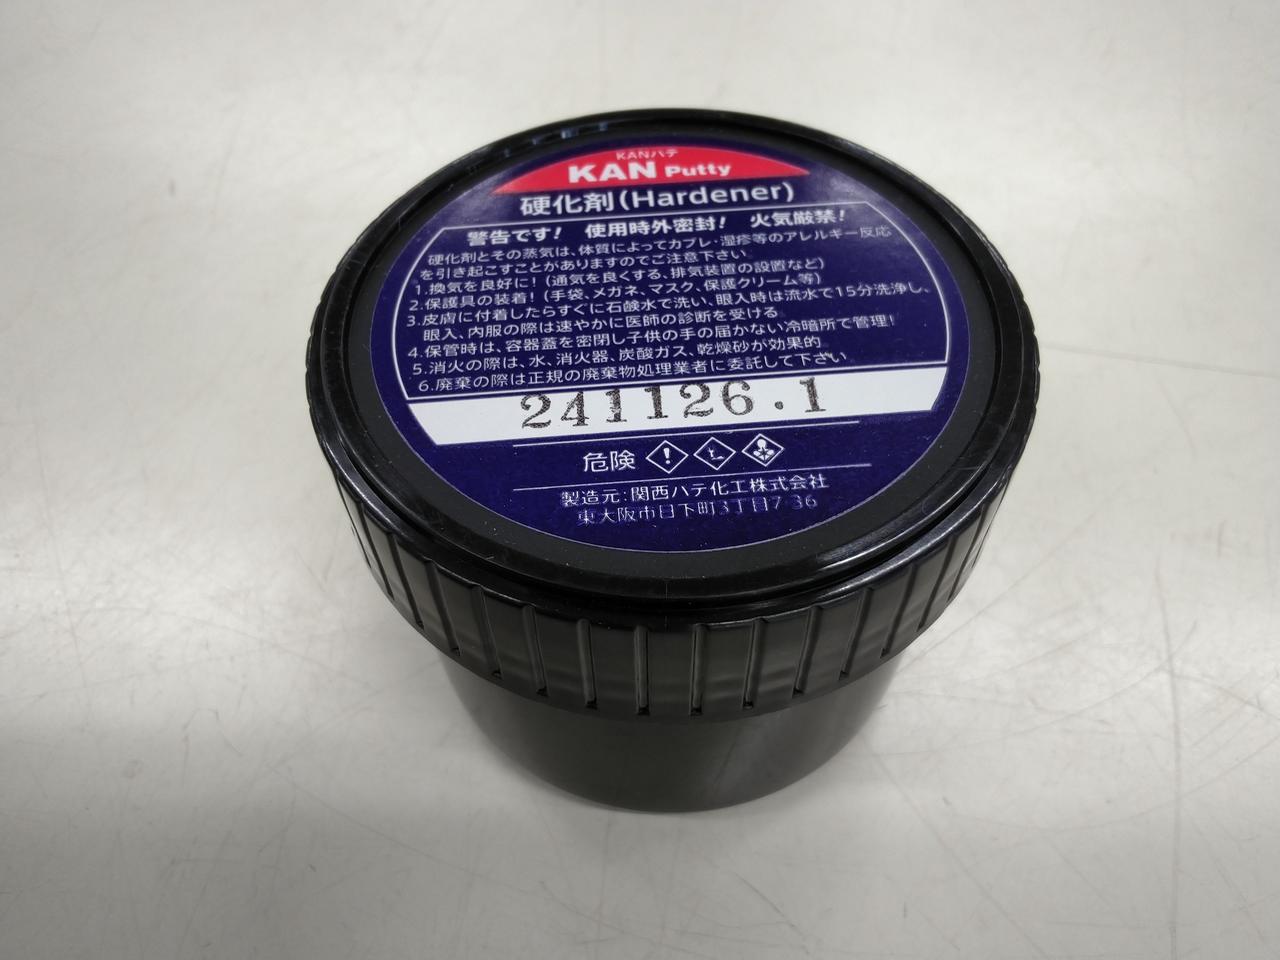 KANパテ
KAN Putty
硬化剤(Hardener)
警告です! 使用時外密封! 火気厳禁!
硬化剤とその蒸気は、体質によってカブレ・湿疹等のアレルギー反応
を引き起こすことがありますのでご注意下さい
1.換気を良好に!(通気を良くする、排気装置の設置など)
2.保護具の装着!(手袋、メガネ、マスク、保護クリーム等)
3.皮膚に付着したらすぐに石鹸水で洗い、眼入時は流水で15分洗浄し、
眼入、内服の際は速やかに医師の診断を受ける
4.保管時は、容器蓋を密閉し子供の手の届かない冷暗所で管理!
5.消火の際は、水、消火器、炭酸ガス、乾燥砂が効果的
6.廃棄の際は正規の廃棄物処理業者に委託して下さい
241126.1
危険
製造元:関西パテ化工株式会社
東大阪市日下町3丁目7-36